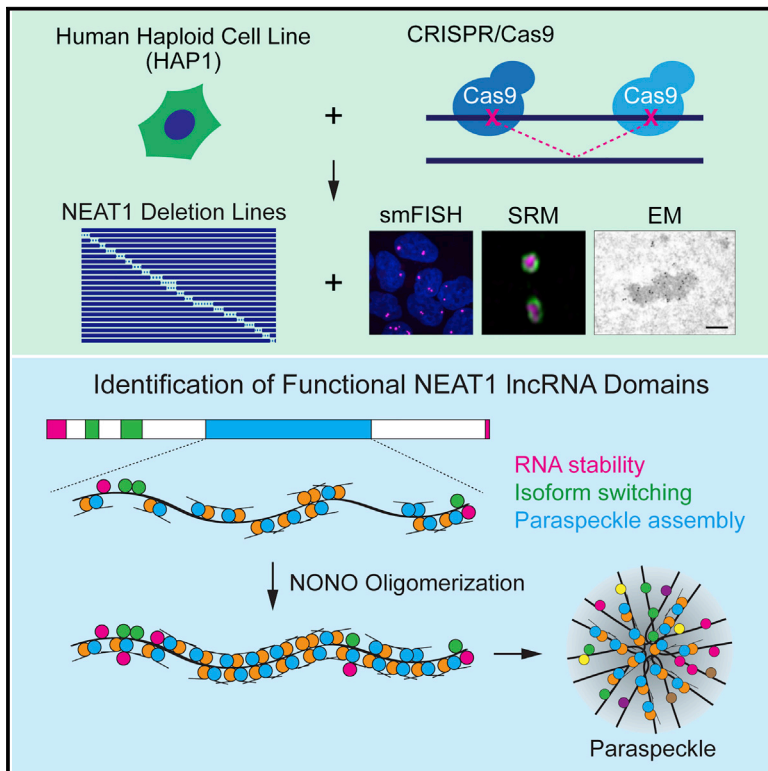 Human Haploid Cell Line
(HAP1)
CRISPR/Cas9
Cas9
Cas9
+
NEAT1 Deletion Lines
+
smFISH
SRM
EM
Identification of Functional NEAT1 lncRNA Domains
RNA stability
Isoform switching
Paraspeckle assembly
NONO Oligomerization
Paraspeckle